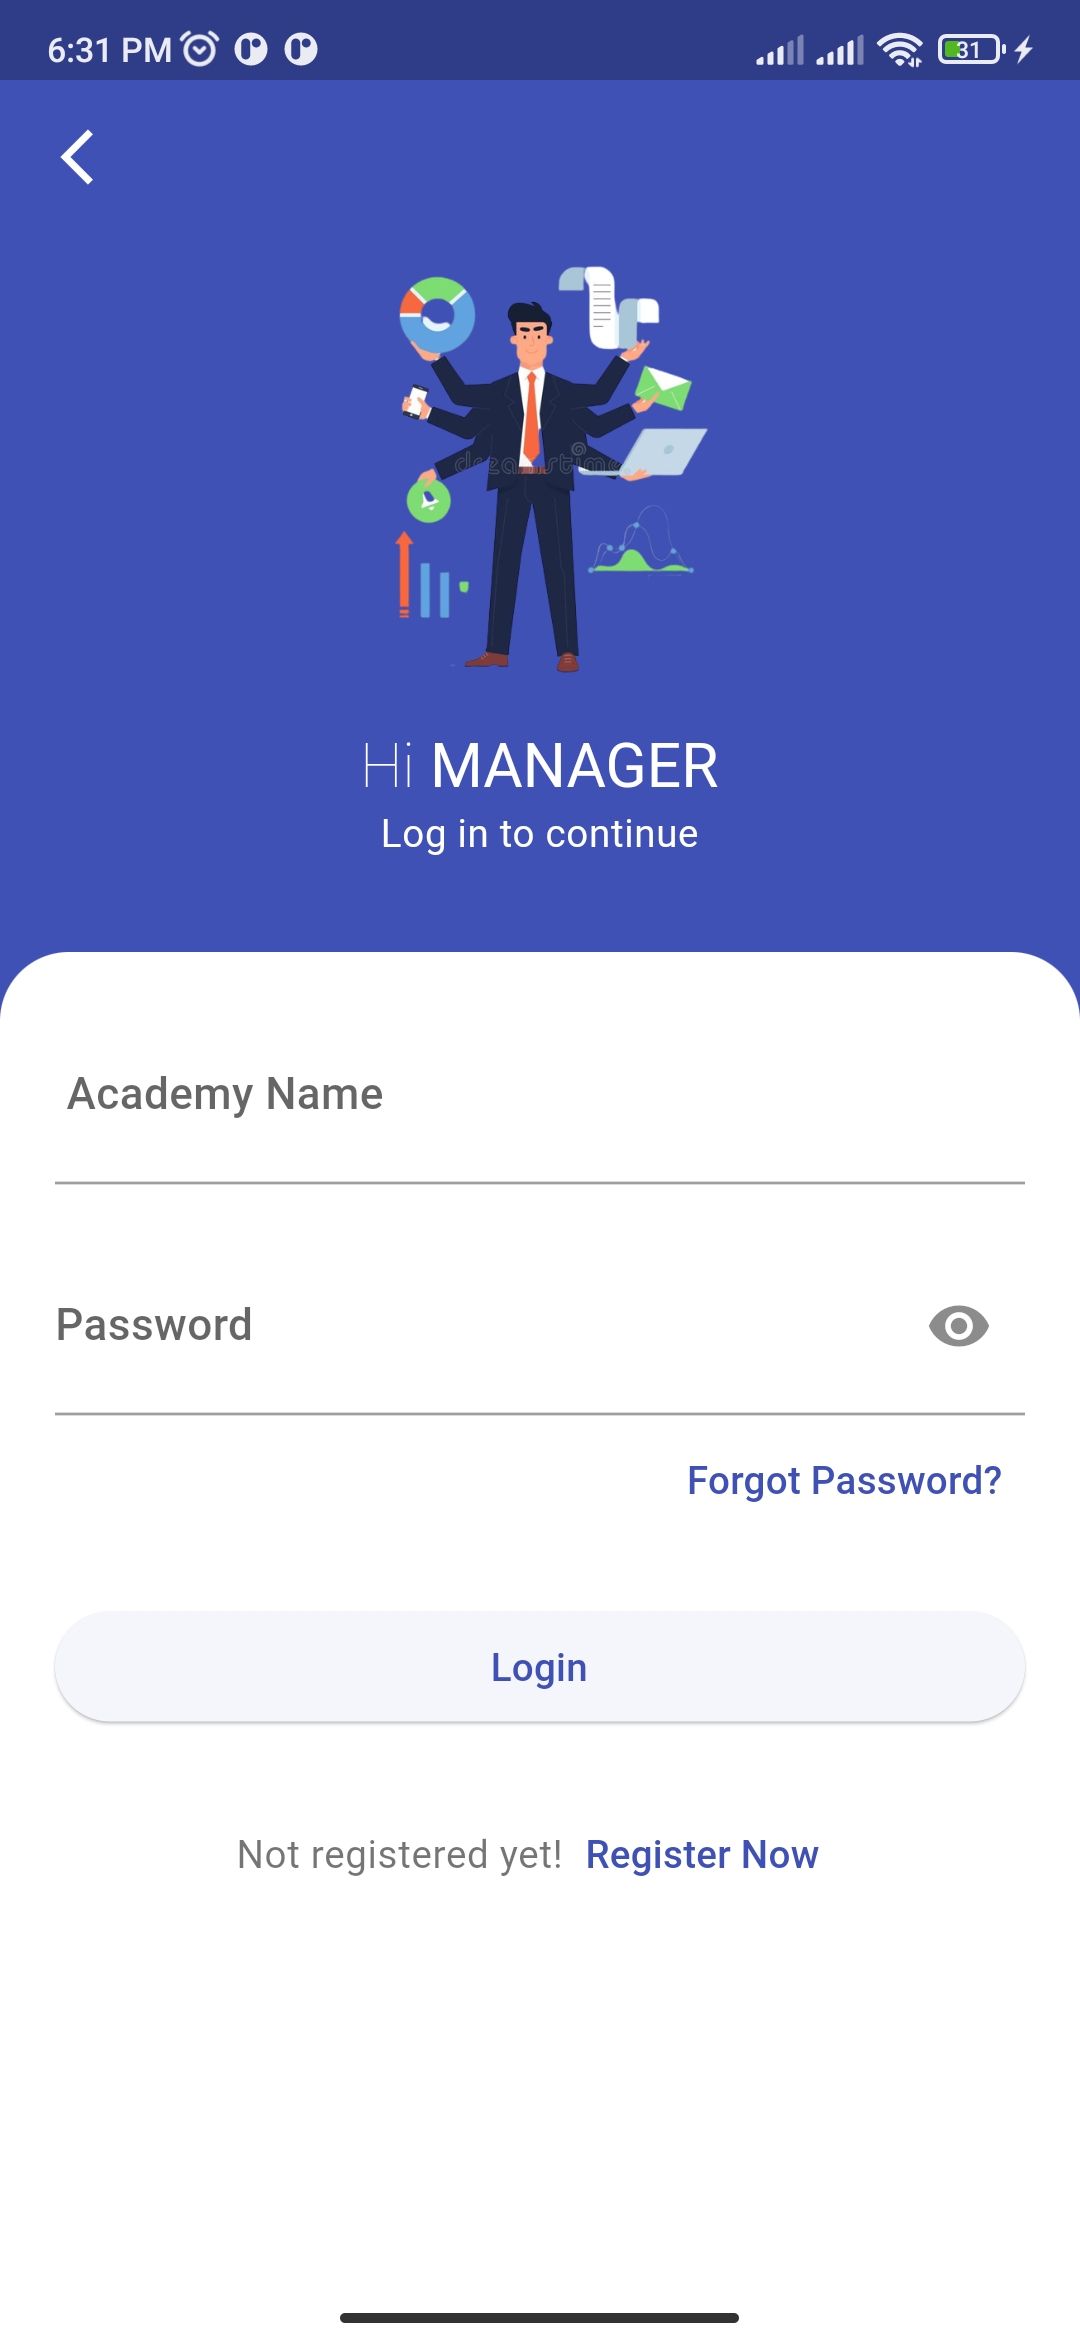 6:31 PM
31
dreamstime
Hi MANAGER
Log in to continue
Academy Name
Password
Forgot Password?
Login
Not registered yet! Register Now